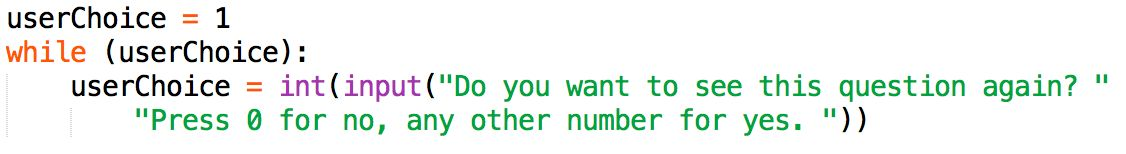 userChoice = 1
while (userChoice):
    userChoice = int(input("Do you want to see this question again? "
        "Press 0 for no, any other number for yes. "))